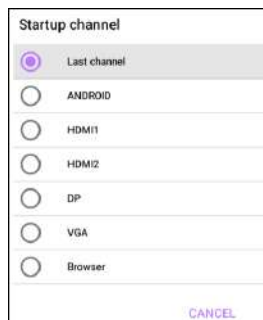 Startup channel
Last channel
ANDROID
HDMI1
HDMI2
DP
VGA
Browser
CANCEL